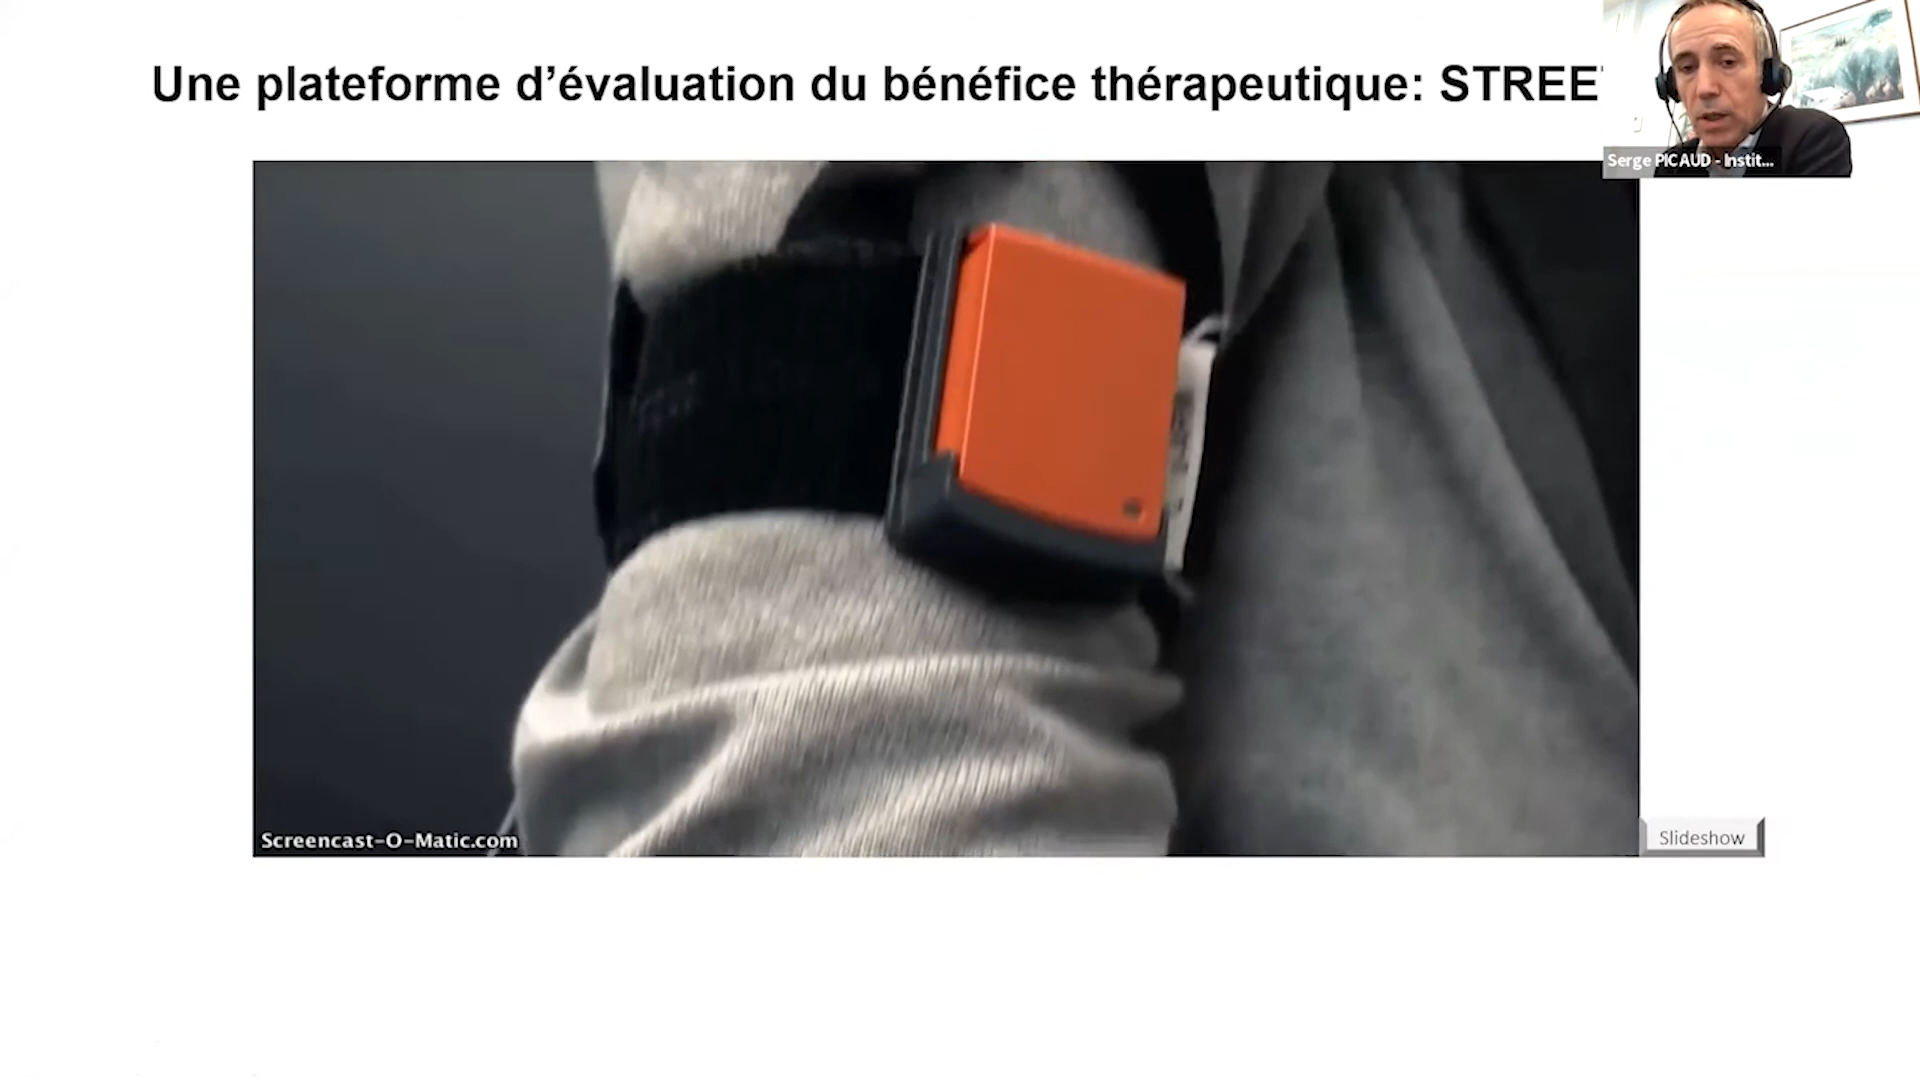 Une plateforme d’évaluation du bénéfice thérapeutique: STREE
Serge PICAUD - Instit...
Screencast-O-Matic.com
Slideshow